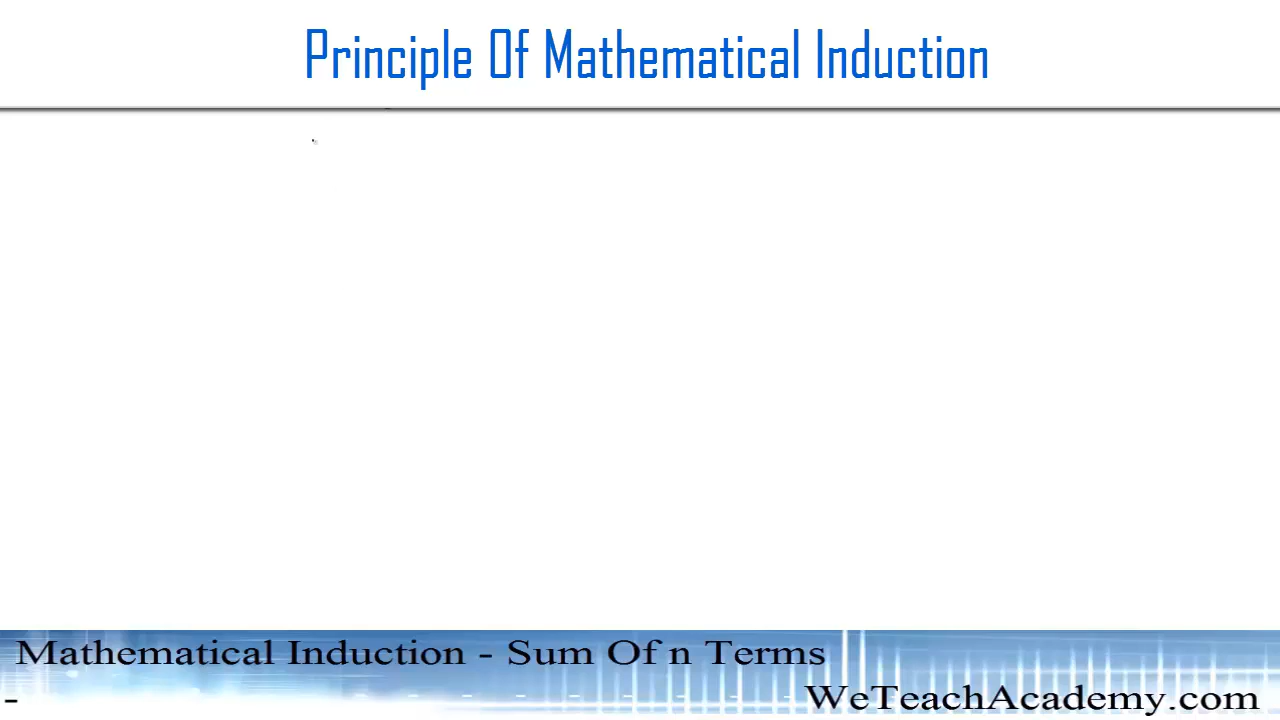 Principle Of Mathematical Induction
Mathematical Induction - Sum Of n Terms
-
WeTeachAcademy.com